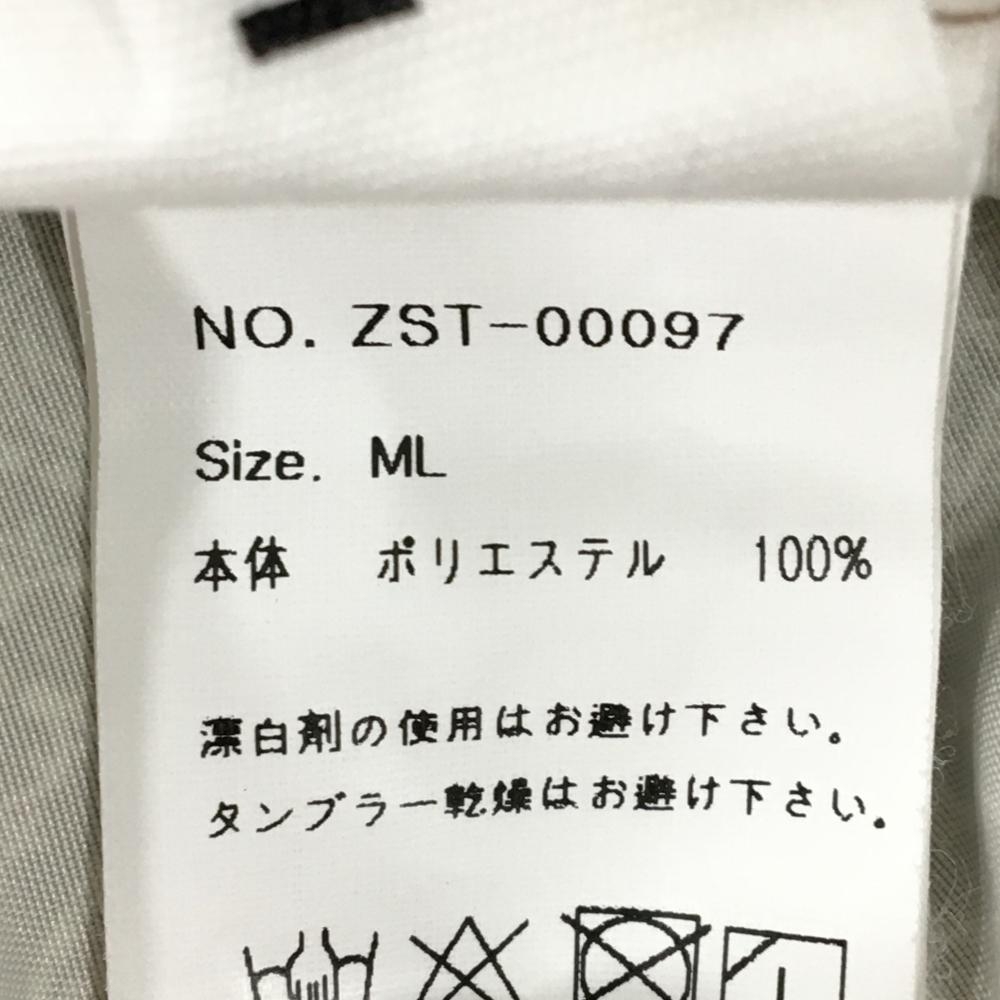 NO. ZST-00097
Size. ML
本体 ポリエステル 100%
漂白剤の使用はお避け下さい。
タンブラー乾燥はお避け下さい。